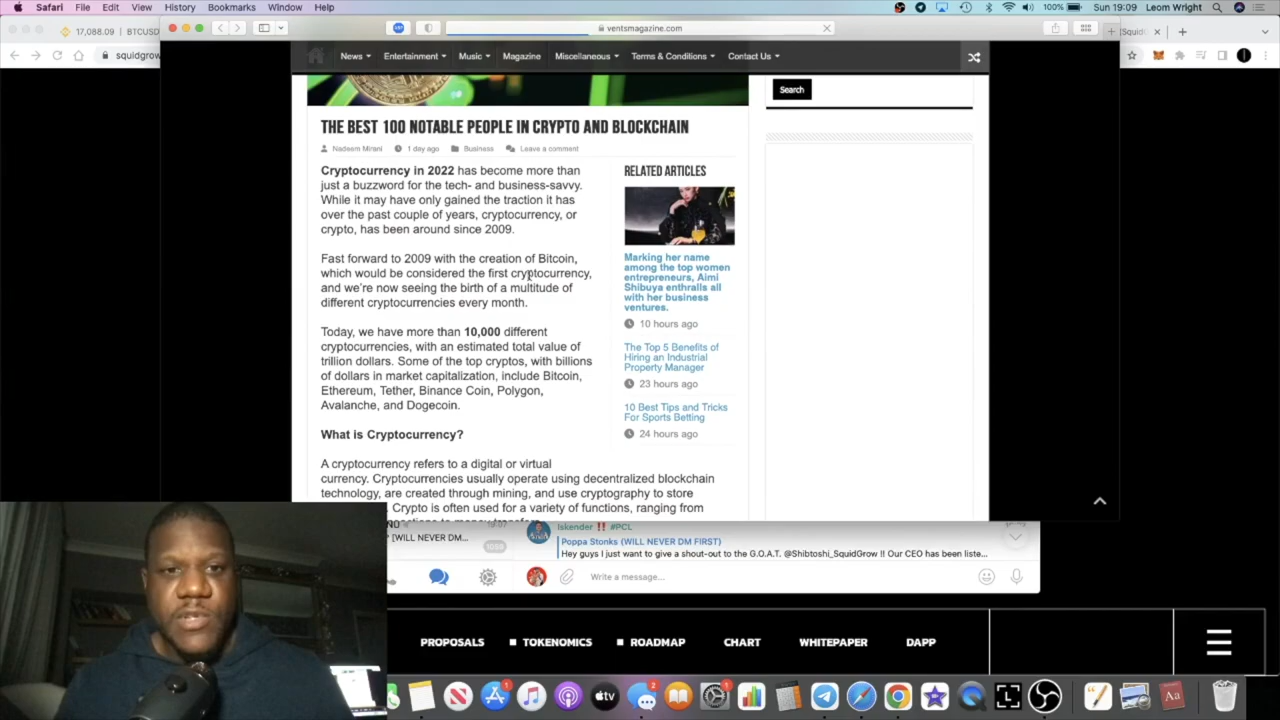 Safari File Edit View History Bookmarks Window Help
100% Sun 19:09 Leom Wright
17,088.09 | BTCUSD
ventsmagazine.com
squidgrow
News Entertainment Music Magazine Miscellaneous Terms & Conditions Contact Us
Search
THE BEST 100 NOTABLE PEOPLE IN CRYPTO AND BLOCKCHAIN
Nadeem Mirani 1 day ago Business Leave a comment
Cryptocurrency in 2022 has become more than
just a buzzword for the tech- and business-savvy.
While it may have only gained the traction it has
over the past couple of years, cryptocurrency, or
crypto, has been around since 2009.
Fast forward to 2009 with the creation of Bitcoin,
which would be considered the first cryptocurrency,
and we're now seeing the birth of a multitude of
different cryptocurrencies every month.
Today, we have more than 10,000 different
cryptocurrencies, with an estimated total value of
trillion dollars. Some of the top cryptos, with billions
of dollars in market capitalization, include Bitcoin,
Ethereum, Tether, Binance Coin, Polygon,
Avalanche, and Dogecoin.
What is Cryptocurrency?
A cryptocurrency refers to a digital or virtual
currency. Cryptocurrencies usually operate using decentralized blockchain
technology, are created through mining, and use cryptography to store
Crypto is often used for a variety of functions, ranging from
RELATED ARTICLES
Marking her name
among the top women
entrepreneurs, Aimi
Shibuya enthralls all
with her business
ventures.
10 hours ago
The Top 5 Benefits of
Hiring an Industrial
Property Manager
23 hours ago
10 Best Tips and Tricks
For Sports Betting
24 hours ago
[WILL NEVER DM...
Iskender ‼️ #PCL
Poppa Stonks (WILL NEVER DM FIRST)
Hey guys I just want to give a shout-out to the G.O.A.T. @Shibtoshi_SquidGrow !! Our CEO has been liste...
Write a message...
PROPOSALS TOKENOMICS ROADMAP CHART WHITEPAPER DAPP
tv